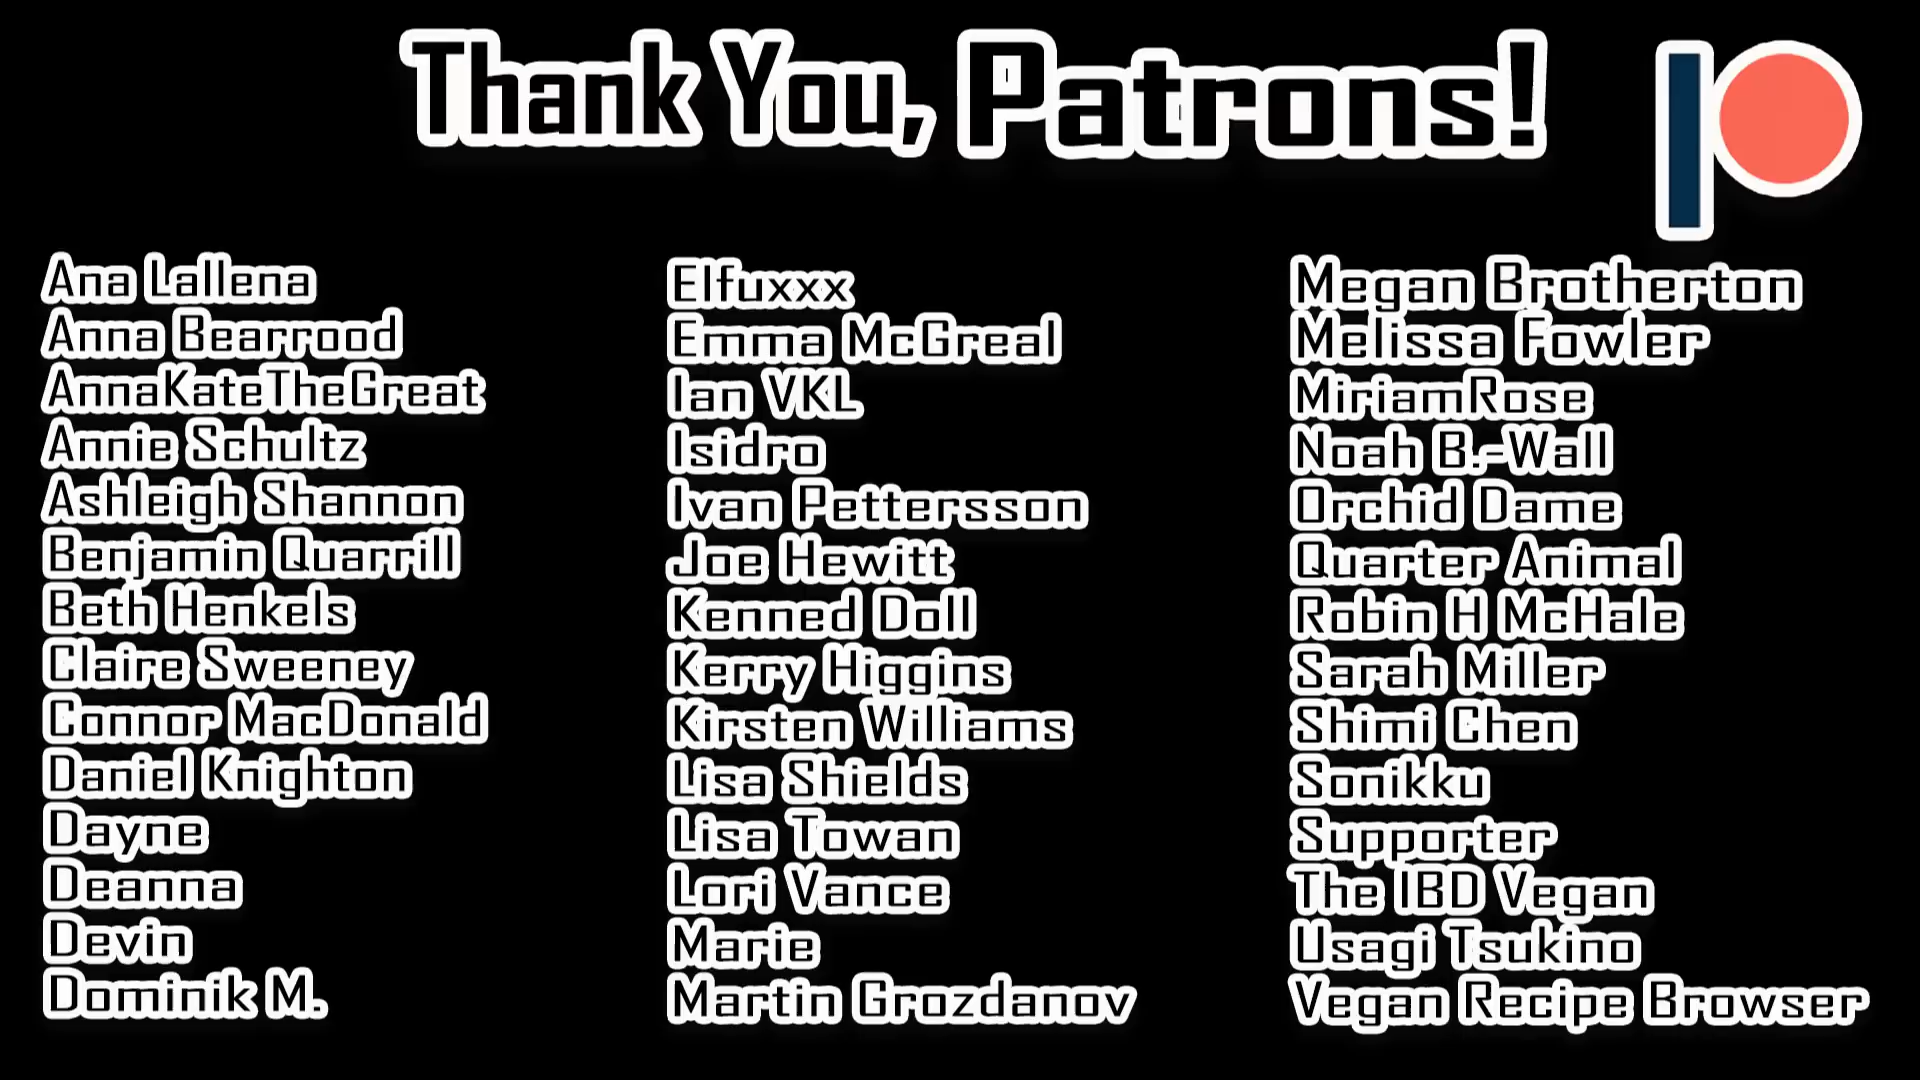 Thank You, Patrons!
Ana Lallena
Anna Bearrood
AnnaKateTheGreat
Annie Schultz
Ashleigh Shannon
Benjamin Quarrill
Beth Henkels
Claire Sweeney
Connor MacDonald
Daniel Knighton
Dayne
Deanna
Devin
Dominik M.
Elfuxxx
Emma McGreal
Ian VKL
Isidro
Ivan Pettersson
Joe Hewitt
Kenned Doll
Kerry Higgins
Kirsten Williams
Lisa Shields
Lisa Towan
Lori Vance
Marie
Martin Grozdanov
Megan Brotherton
Melissa Fowler
MiriamRose
Noah B.-Wall
Orchid Dame
Quarter Animal
Robin H McHale
Sarah Miller
Shimi Chen
Sonikku
Supporter
The IBD Vegan
Usagi Tsukino
Vegan Recipe Browser